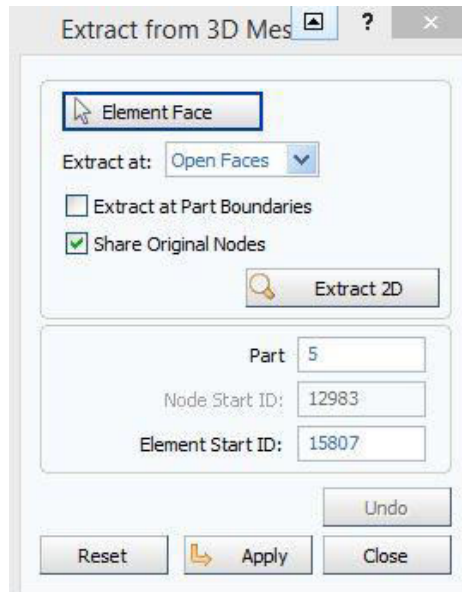 Extract from 3D Mes ?
Element Face
Extract at: Open Faces
Extract at Part Boundaries
Share Original Nodes
Extract 2D
Part 5
Node Start ID: 12983
Element Start ID: 15807
Undo
Reset Apply Close